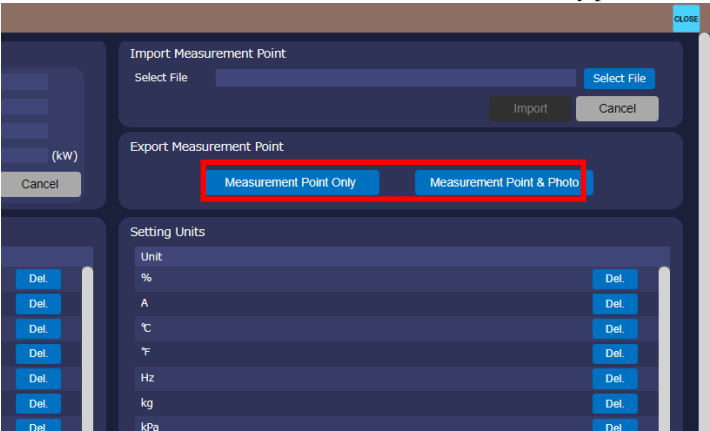 CLOSE
Import Measurement Point
Select File
Select File
Import
Cancel
(kW)
Cancel
Export Measurement Point
Measurement Point Only
Measurement Point & Photo
Setting Units
Unit
Del.
%
Del.
Del.
A
Del.
Del.
℃
Del.
Del.
℉
Del.
Del.
Hz
Del.
Del.
kg
Del.
Del.
kPa
Del.